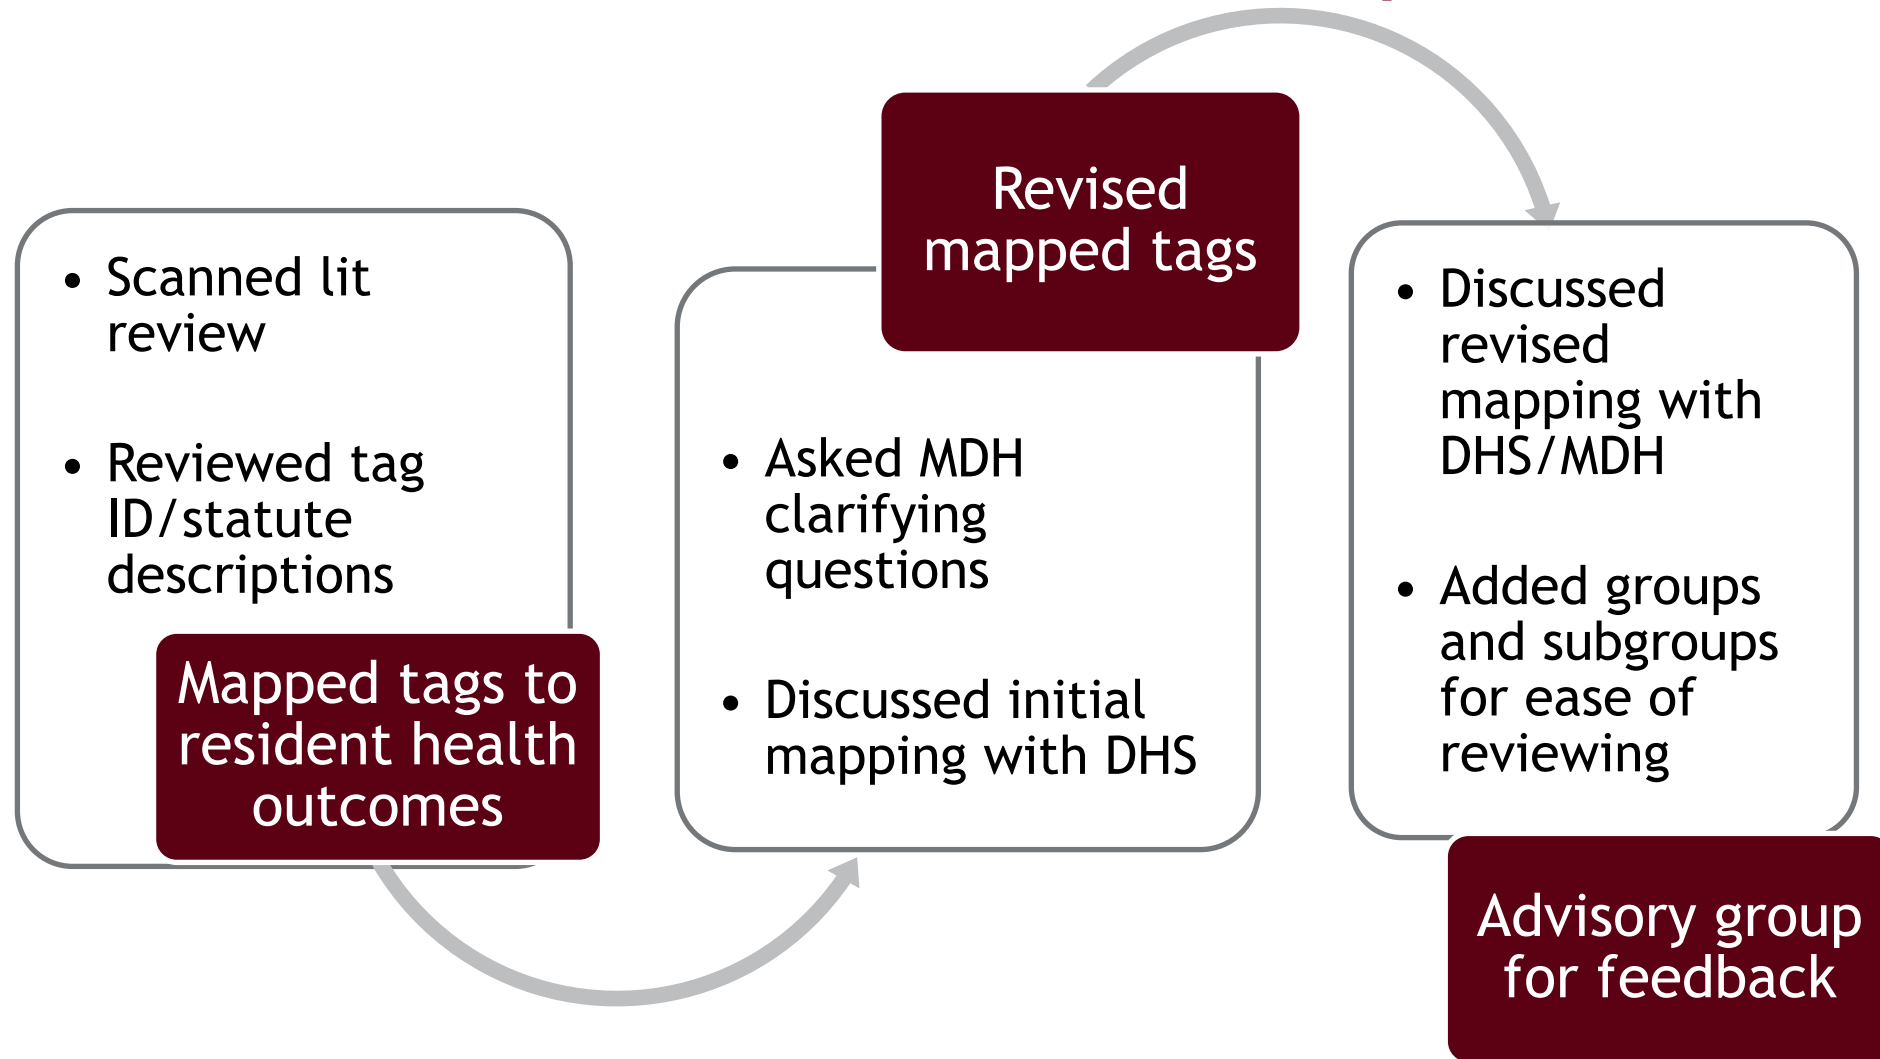 • Scanned lit
review
• Reviewed tag
ID/statute
descriptions
Mapped tags to
resident health
outcomes
Revised
mapped tags
• Asked MDH
clarifying
questions
• Discussed initial
mapping with DHS
• Discussed
revised
mapping with
DHS/MDH
• Added groups
and subgroups
for ease of
reviewing
Advisory group
for feedback